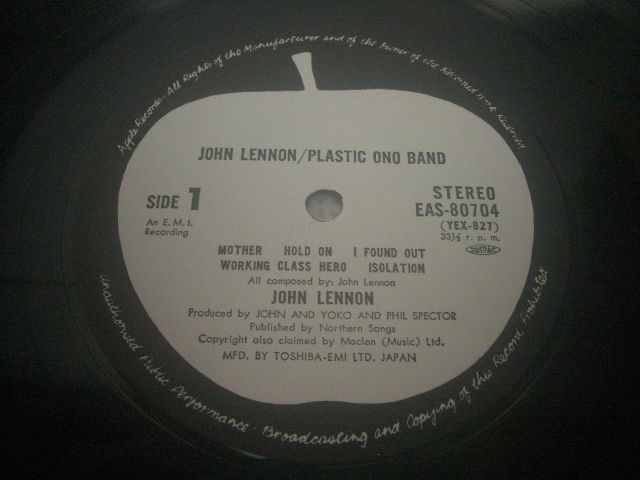 Apple Records · All Rights of the Manufacturer and of the Owner of the Recorded Work Reserved
JOHN LENNON/PLASTIC ONO BAND
SIDE 1
An E.M.I.
Recording
STEREO
EAS-80704
(YEX-827)
33⅓ r. p. m.
MOTHER HOLD ON I FOUND OUT
WORKING CLASS HERO ISOLATION
All composed by: John Lennon
JOHN LENNON
Produced by JOHN AND YOKO AND PHIL SPECTOR
Published by Northern Songs
Copyright also claimed by Maclen (Music) Ltd.
MFD. BY TOSHIBA-EMI LTD. JAPAN
Unauthorised Public Performance · Broadcasting and Copying of this Record Prohibited